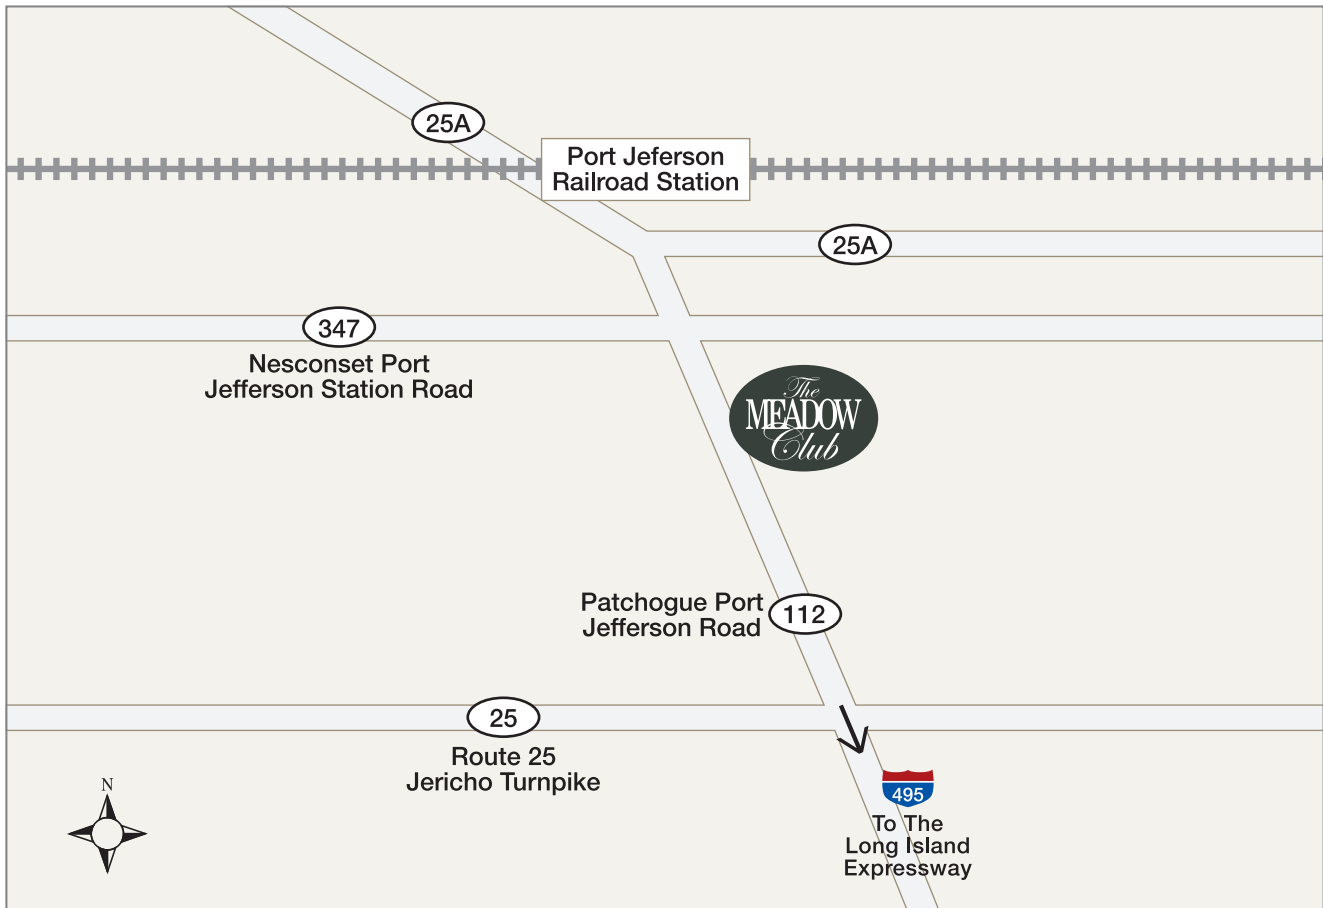 25A
Port Jeferson
Railroad Station
25A
347
Nesconset Port
Jefferson Station Road
The
MEADOW
Club
Patchogue Port
Jefferson Road
112
25
Route 25
Jericho Turnpike
N
495
To The
Long Island
Expressway